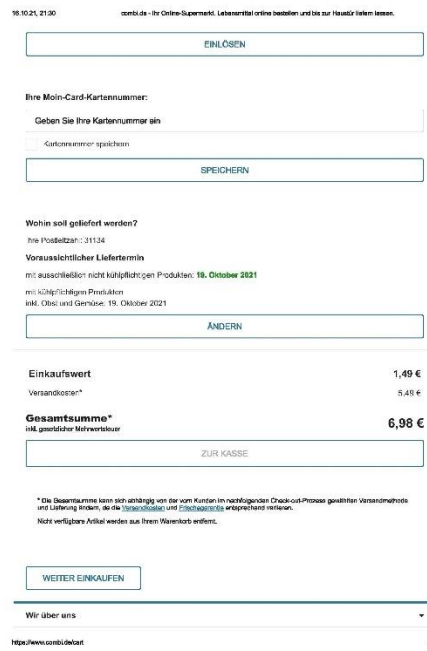 16.10.21, 21:30
combi.de - Ihr Online-Supermarkt. Lebensmittel online bestellen und bis zur Haustür liefern lassen.
EINLÖSEN
Ihre Moin-Card-Kartennummer:
Geben Sie Ihre Kartennummer ein
Kartennummer speichern
SPEICHERN
Wohin soll geliefert werden?
Ihre Postleitzahl: 31134
Voraussichtlicher Liefertermin
mit ausschließlich nicht kühlpflichtigen Produkten: 19. Oktober 2021
mit kühlpflichtigen Produkten
inkl. Obst und Gemüse: 19. Oktober 2021
ÄNDERN
Einkaufswert 1,49 €
Versandkosten* 5,49 €
Gesamtsumme* 6,98 €
inkl. gesetzlicher Mehrwertsteuer
ZUR KASSE
* Die Gesamtsumme kann sich abhängig von der vom Kunden im nachfolgenden Check-out-Prozess gewählten Versandmethode
und Lieferung ändern, da die Versandkosten und Frischegarantie entsprechend variieren.
Nicht verfügbare Artikel werden aus Ihrem Warenkorb entfernt.
WEITER EINKAUFEN
Wir über uns
https://www.combi.de/cart